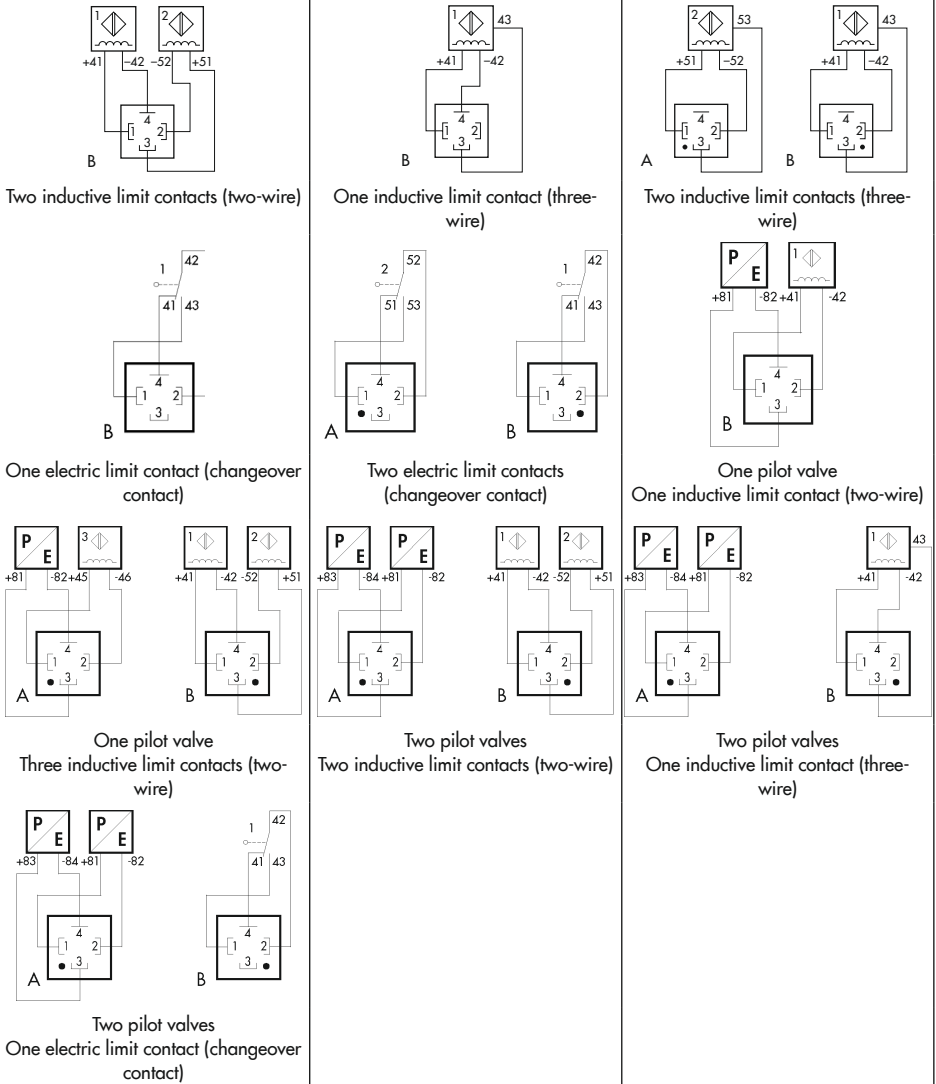 1
2
+41
−42
−52
+51
4
1
2
3
B
Two inductive limit contacts (two-wire)
1
43
+41
−42
4
1
2
3
B
One inductive limit contact (three-
wire)
2
53
1
43
+51
−52
+41
−42
4
1
2
3
A
4
1
2
3
B
Two inductive limit contacts (three-
wire)
42
1
41 43
4
1
2
3
B
One electric limit contact (changeover
contact)
52
2
51 53
4
1
2
3
A
42
1
41 43
4
1
2
3
B
Two electric limit contacts
(changeover contact)
P
E
1
+81
-82
+41
-42
4
1
2
3
B
One pilot valve
One inductive limit contact (two-wire)
P
E
3
+81
-82
+45
-46
4
1
2
3
A
1
2
+41
-42
-52
+51
4
1
2
3
B
One pilot valve
Three inductive limit contacts (two-
wire)
P
E
P
E
+83
-84
+81
-82
4
1
2
3
A
1
2
+41
-42
-52
+51
4
1
2
3
B
Two pilot valves
Two inductive limit contacts (two-wire)
P
E
P
E
+83
-84
+81
-82
4
1
2
3
A
1
43
+41
-42
4
1
2
3
B
Two pilot valves
One inductive limit contact (three-
wire)
P
E
P
E
+83
-84
+81
-82
4
1
2
3
A
42
1
41 43
4
1
2
3
B
Two pilot valves
One electric limit contact (changeover
contact)